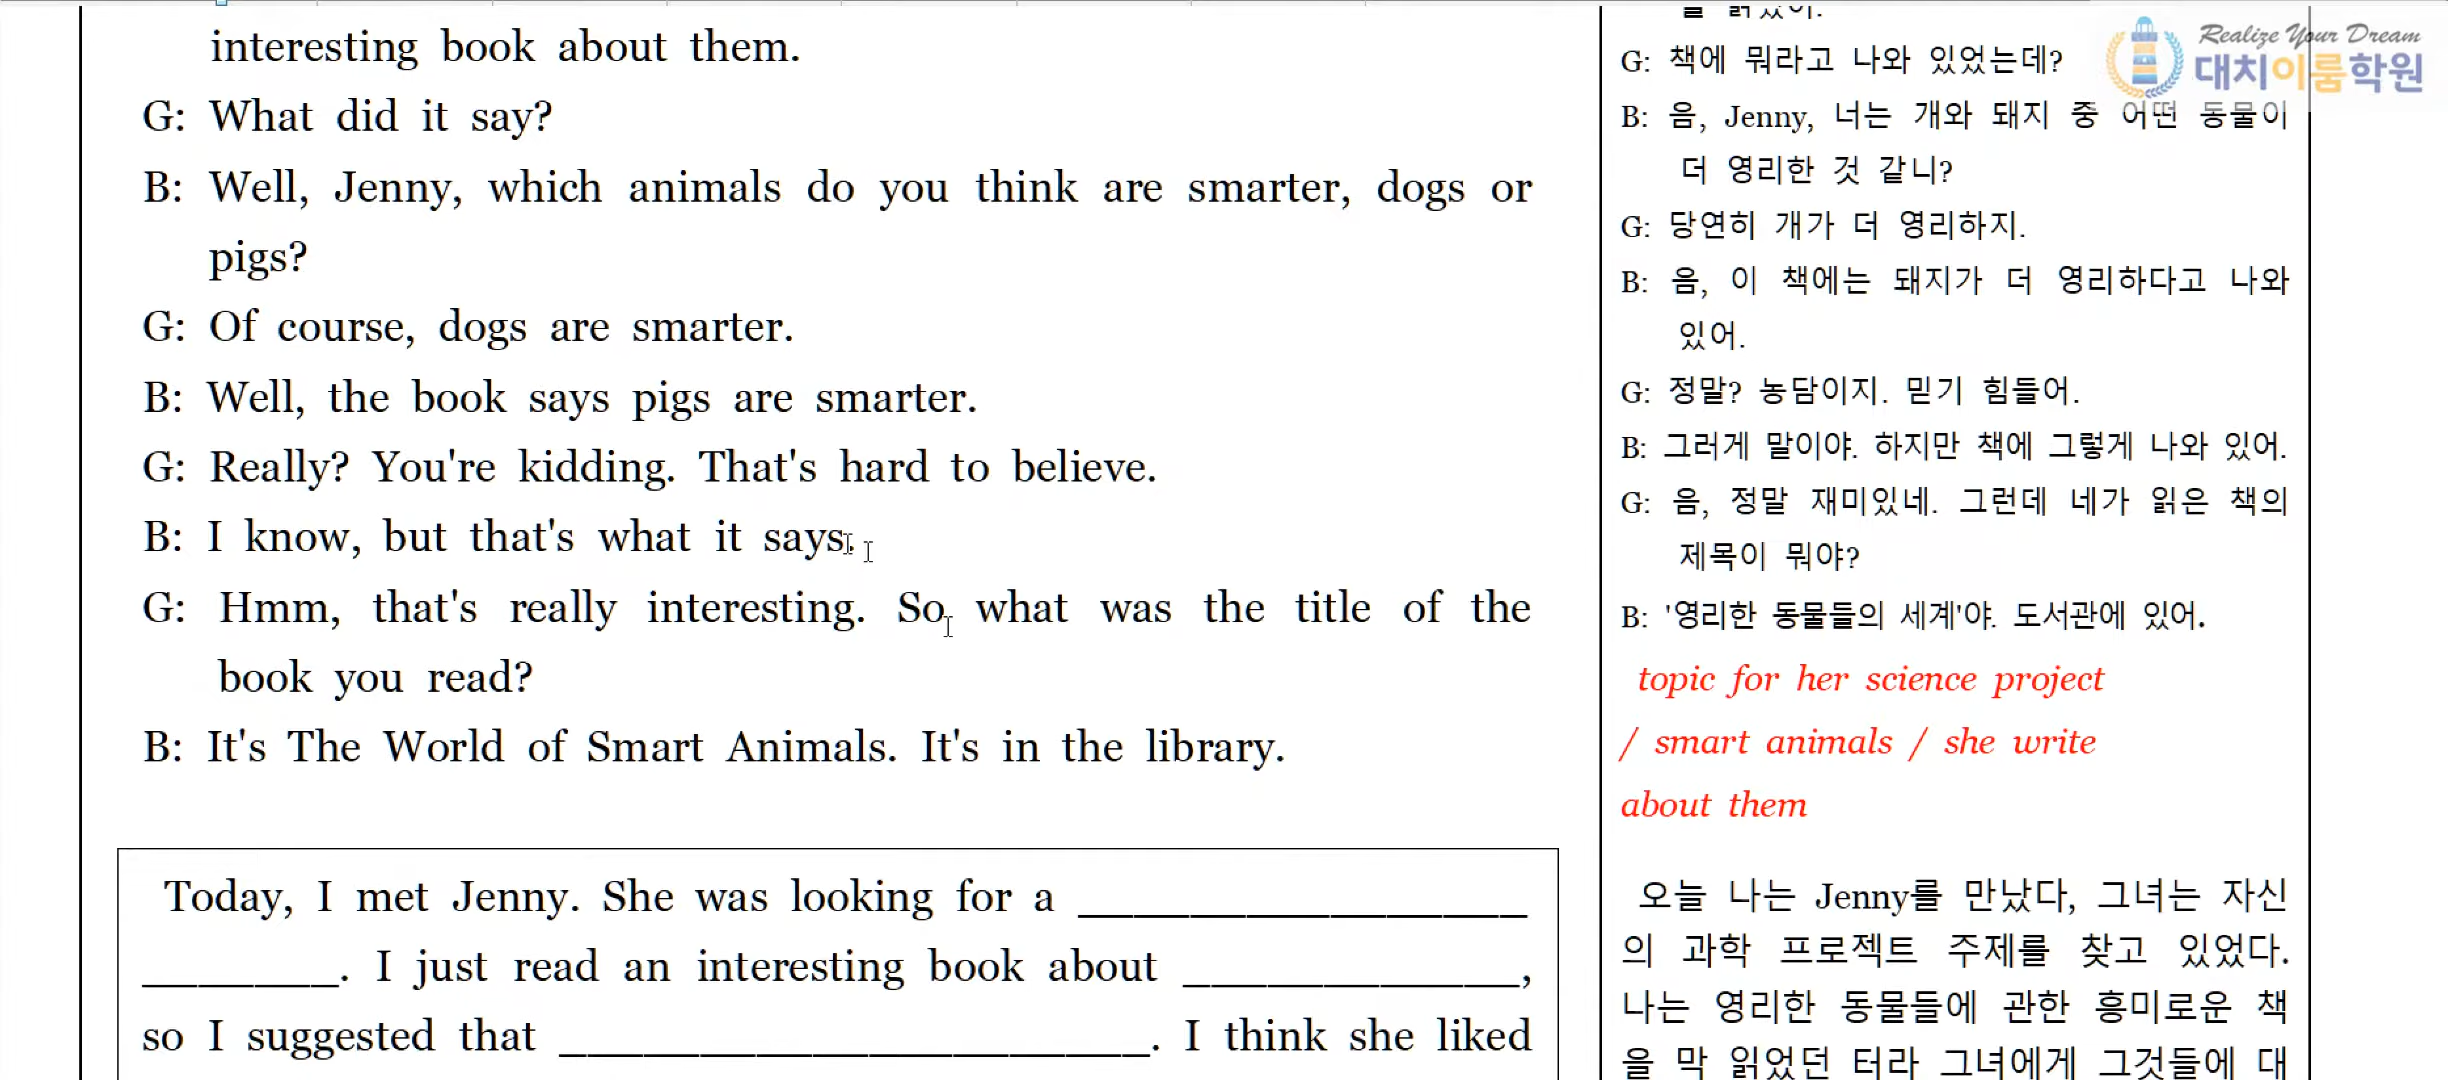 interesting book about them.
G: What did it say?
B: Well, Jenny, which animals do you think are smarter, dogs or
pigs?
G: Of course, dogs are smarter.
B: Well, the book says pigs are smarter.
G: Really? You're kidding. That's hard to believe.
B: I know, but that's what it says.
G: Hmm, that's really interesting. So, what was the title of the
book you read?
B: It's The World of Smart Animals. It's in the library.
Today, I met Jenny. She was looking for a ________________
_______. I just read an interesting book about ____________,
so I suggested that _____________________. I think she liked
Realize Your Dream
대치이룸학원
G: 책에 뭐라고 나와 있었는데?
B: 음, Jenny, 너는 개와 돼지 중 어떤 동물이
더 영리한 것 같니?
G: 당연히 개가 더 영리하지.
B: 음, 이 책에는 돼지가 더 영리하다고 나와
있어.
G: 정말? 농담이지. 믿기 힘들어.
B: 그러게 말이야. 하지만 책에 그렇게 나와 있어.
G: 음, 정말 재미있네. 그런데 네가 읽은 책의
제목이 뭐야?
B: '영리한 동물들의 세계'야. 도서관에 있어.
topic for her science project
/ smart animals / she write
about them
오늘 나는 Jenny를 만났다, 그녀는 자신
의 과학 프로젝트 주제를 찾고 있었다.
나는 영리한 동물들에 관한 흥미로운 책
을 막 읽었던 터라 그녀에게 그것들에 대